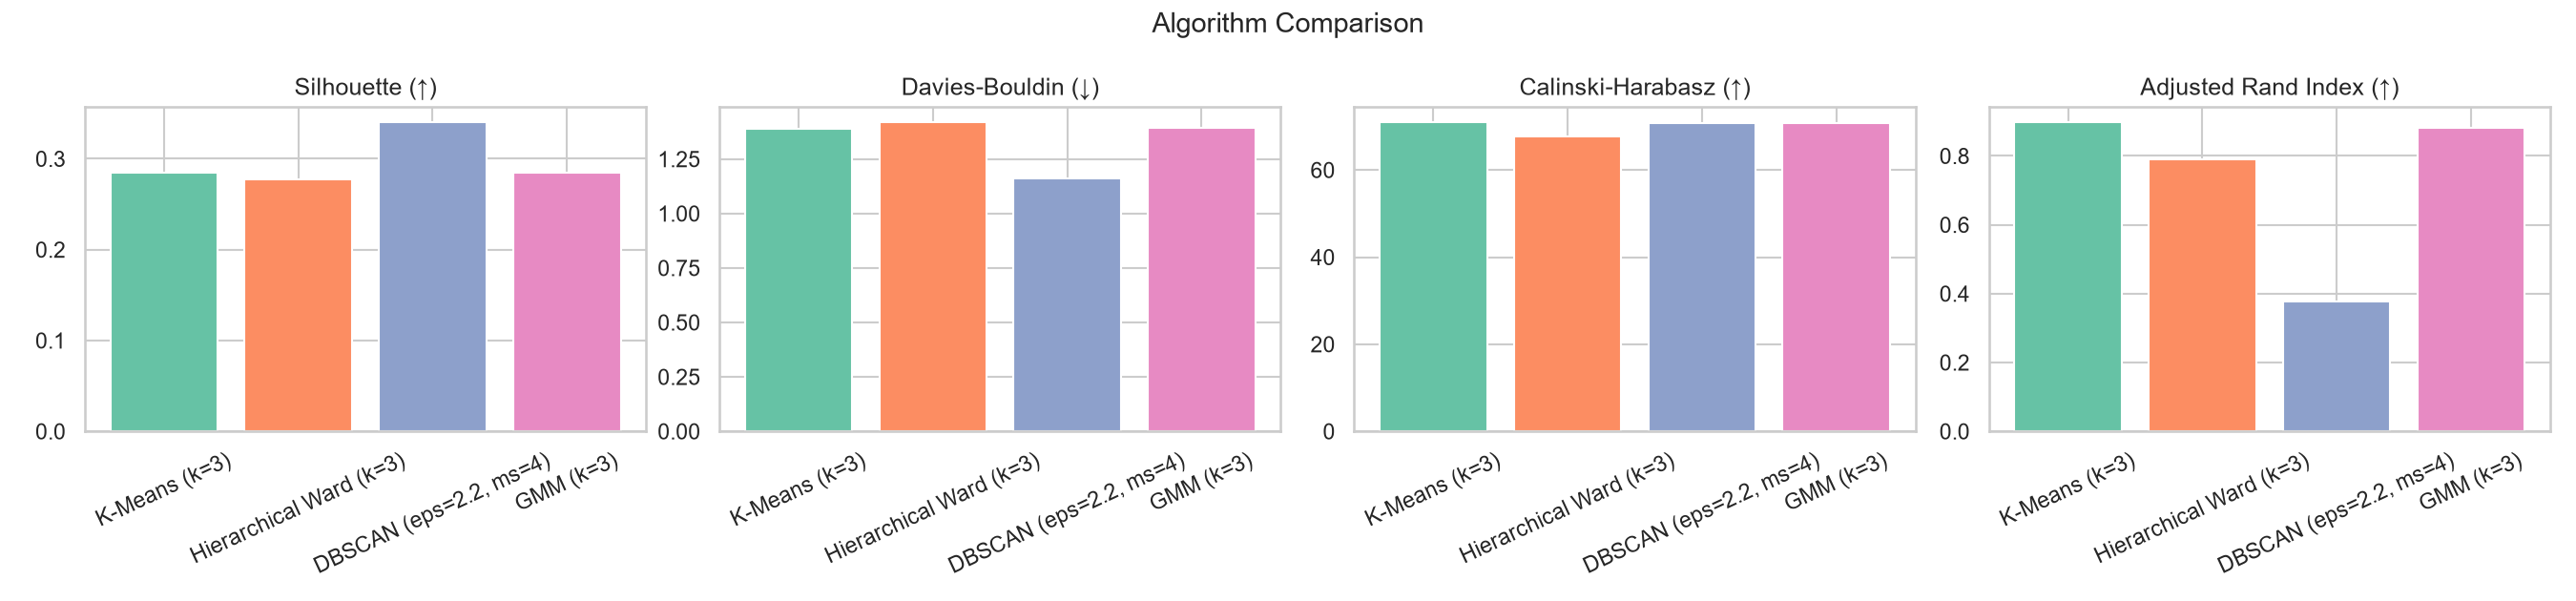 Algorithm Comparison
Silhouette (↑)
0.3
0.2
0.1
0.0
K-Means (k=3)
Hierarchical Ward (k=3)
DBSCAN (eps=2.2, ms=4)
GMM (k=3)
Davies-Bouldin (↓)
1.25
1.00
0.75
0.50
0.25
0.00
K-Means (k=3)
Hierarchical Ward (k=3)
DBSCAN (eps=2.2, ms=4)
GMM (k=3)
Calinski-Harabasz (↑)
60
40
20
0
K-Means (k=3)
Hierarchical Ward (k=3)
DBSCAN (eps=2.2, ms=4)
GMM (k=3)
Adjusted Rand Index (↑)
0.8
0.6
0.4
0.2
0.0
K-Means (k=3)
Hierarchical Ward (k=3)
DBSCAN (eps=2.2, ms=4)
GMM (k=3)